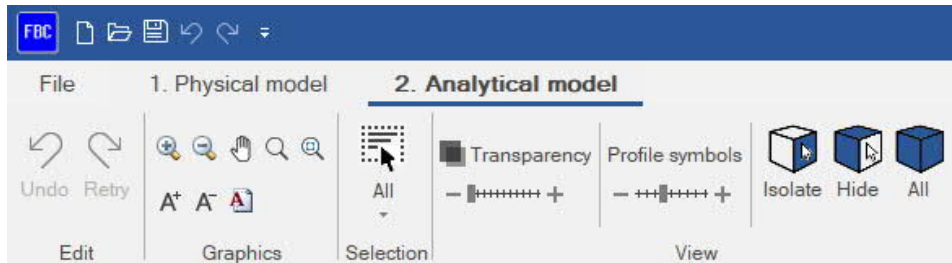 FBC
File 1. Physical model 2. Analytical model
Transparency Profile symbols
Undo Retry A+ A- A All Isolate Hide All
Edit Graphics Selection View